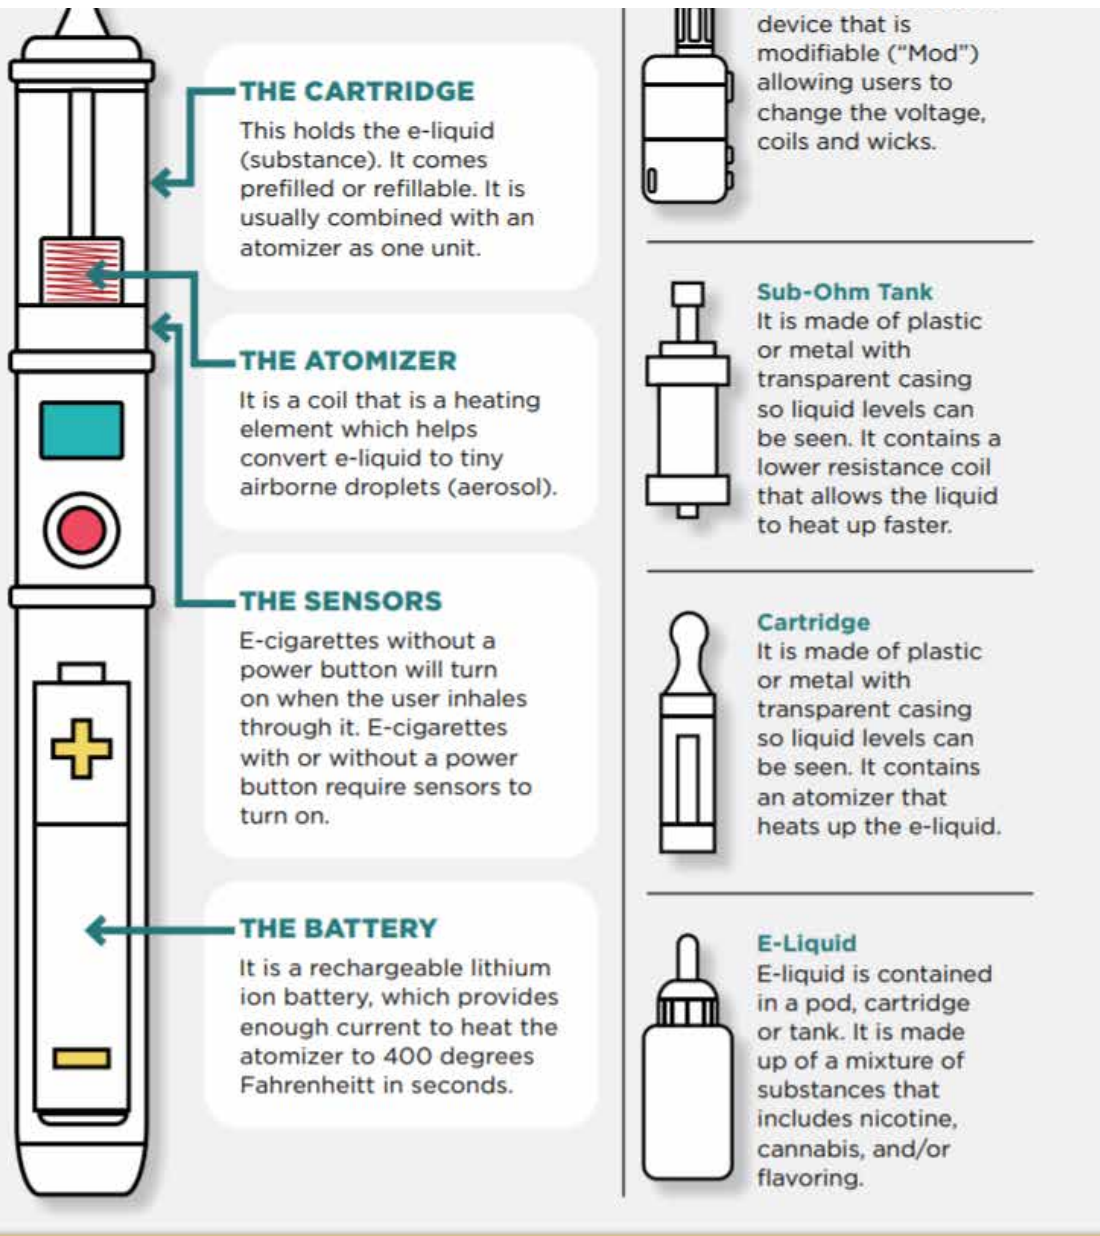 THE CARTRIDGE
This holds the e-liquid
(substance). It comes
prefilled or refillable. It is
usually combined with an
atomizer as one unit.
THE ATOMIZER
It is a coil that is a heating
element which helps
convert e-liquid to tiny
airborne droplets (aerosol).
THE SENSORS
E-cigarettes without a
power button will turn
on when the user inhales
through it. E-cigarettes
with or without a power
button require sensors to
turn on.
THE BATTERY
It is a rechargeable lithium
ion battery, which provides
enough current to heat the
atomizer to 400 degrees
Fahrenheitt in seconds.
device that is
modifiable (“Mod”)
allowing users to
change the voltage,
coils and wicks.
Sub-Ohm Tank
It is made of plastic
or metal with
transparent casing
so liquid levels can
be seen. It contains a
lower resistance coil
that allows the liquid
to heat up faster.
Cartridge
It is made of plastic
or metal with
transparent casing
so liquid levels can
be seen. It contains
an atomizer that
heats up the e-liquid.
E-Liquid
E-liquid is contained
in a pod, cartridge
or tank. It is made
up of a mixture of
substances that
includes nicotine,
cannabis, and/or
flavoring.